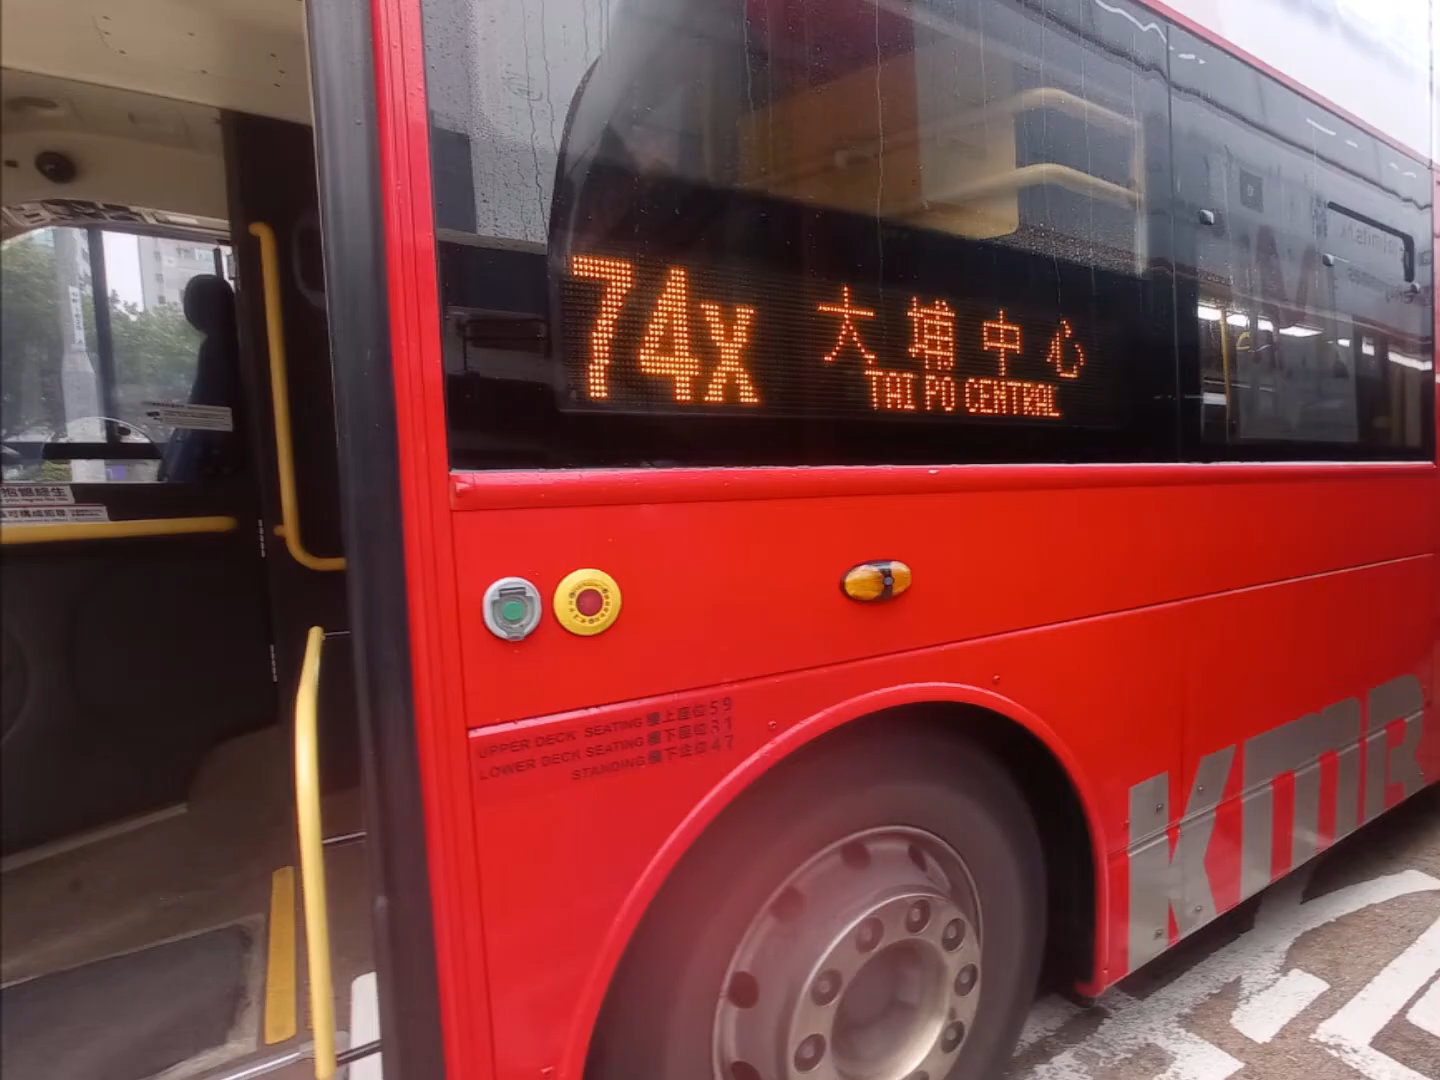 74X 大埔中心
TAI PO CENTRAL
UPPER DECK SEATING 樓上座位 59
LOWER DECK SEATING 樓下座位 31
STANDING 樓下企位 47
KMB